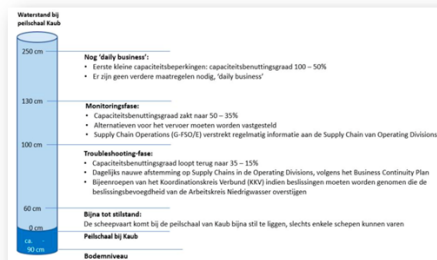 Waterstand bij
peilschaal Kaub
250 cm
Nog 'daily business':
• Eerste kleine capaciteitsbeperkingen: capaciteitsbenuttingsgraad 100 – 50%
• Er zijn geen verdere maatregelen nodig, 'daily business'
130 cm
Monitoringsfase:
• Capaciteitsbenuttingsgraad zakt naar 50 – 35%
• Alternatieven voor het vervoer moeten worden vastgesteld
• Supply Chain Operations (G-FSO/E) verstrekt regelmatig informatie aan de Supply Chain van Operating Divisions
100 cm
Troubleshooting-fase:
• Capaciteitsbenuttingsgraad loopt terug naar 35 – 15%
• Dagelijks nauwe afstemming op Supply Chains in de Operating Divisions, volgens het Business Continuity Plan
• Bijeenroepen van het Koordinationskreis Verbund (KKV) indien beslissingen moeten worden genomen die de
beslissingsbevoegdheid van de Arbeitskreis Niedrigwasser overstijgen
60 cm
Bijna tot stilstand:
De scheepvaart komt bij de peilschaal van Kaub bijna stil te liggen, slechts enkele schepen kunnen varen
0 cm
Peilschaal bij Kaub
ca. -
90 cm
Bodemniveau